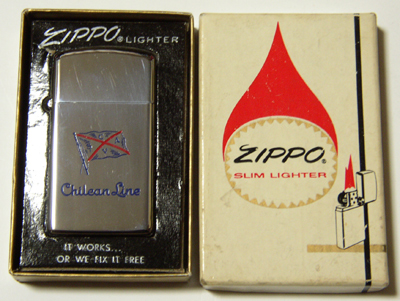 ZIPPO® LIGHTER
Chilean Line
IT WORKS...
OR WE FIX IT FREE
ZIPPO®
SLIM LIGHTER